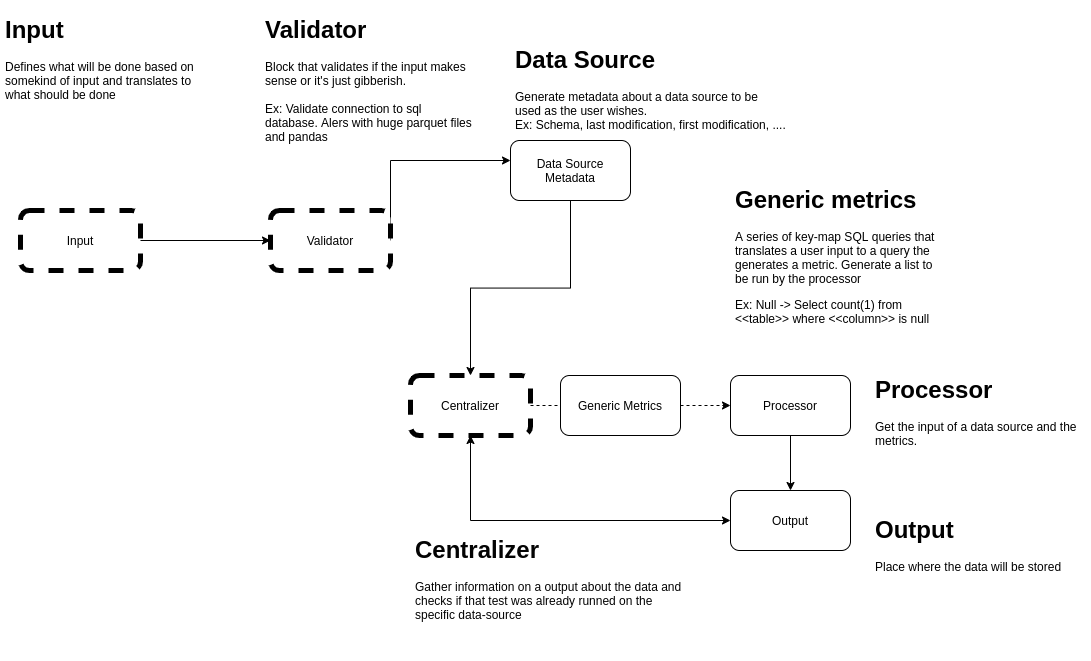 Input
Defines what will be done based on
somekind of input and translates to
what should be done
Validator
Block that validates if the input makes
sense or it's just gibberish.
Ex: Validate connection to sql
database. Alers with huge parquet files
and pandas
Data Source
Generate metadata about a data source to be
used as the user wishes.
Ex: Schema, last modification, first modification, ....
Data Source
Metadata
Input
Validator
Generic metrics
A series of key-map SQL queries that
translates a user input to a query the
generates a metric. Generate a list to
be run by the processor
Ex: Null -> Select count(1) from
<<table>> where <<column>> is null
Centralizer
Generic Metrics
Processor
Processor
Get the input of a data source and the
metrics.
Output
Output
Place where the data will be stored
Centralizer
Gather information on a output about the data and
checks if that test was already runned on the
specific data-source